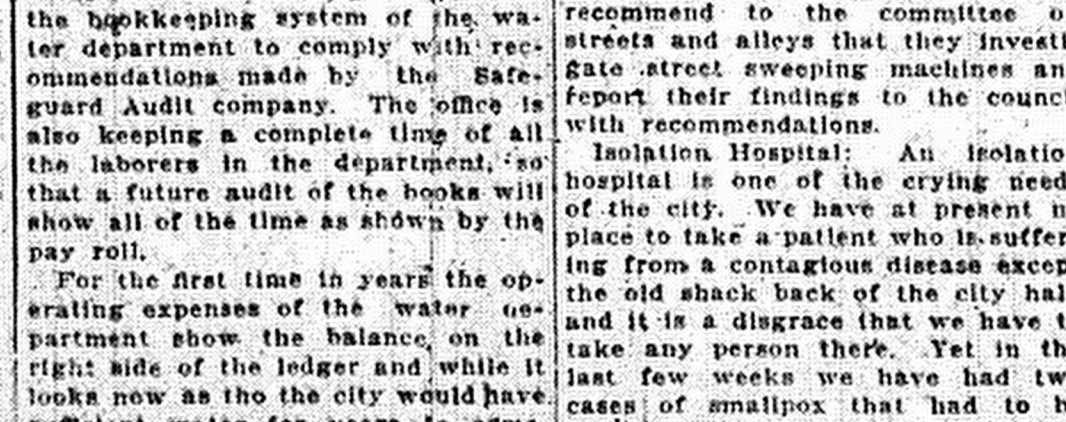 the bookkeeping system of the wa-
ter department to comply with rec-
ommendations made by the Safe-
guard Audit company. The office is
also keeping a complete time of all
the laborers in the department, so
that a future audit of the books will
show all of the time as shown by the
pay roll.
For the first time in years the op-
erating expenses of the water de-
partment show the balance on the
right side of the ledger and while it
looks now as tho the city would have
water for years
recommend to the committee o
streets and alleys that they investi
gate street sweeping machines an
report their findings to the counc
with recommendations.
Isolation Hospital: An isolatio
hospital is one of the crying need
of the city. We have at present n
place to take a patient who is suffer
ing from a contagious disease excep
the old shack back of the city hal
and it is a disgrace that we have t
take any person there. Yet in th
last few weeks we have had tw
cases of smallpox that had to b